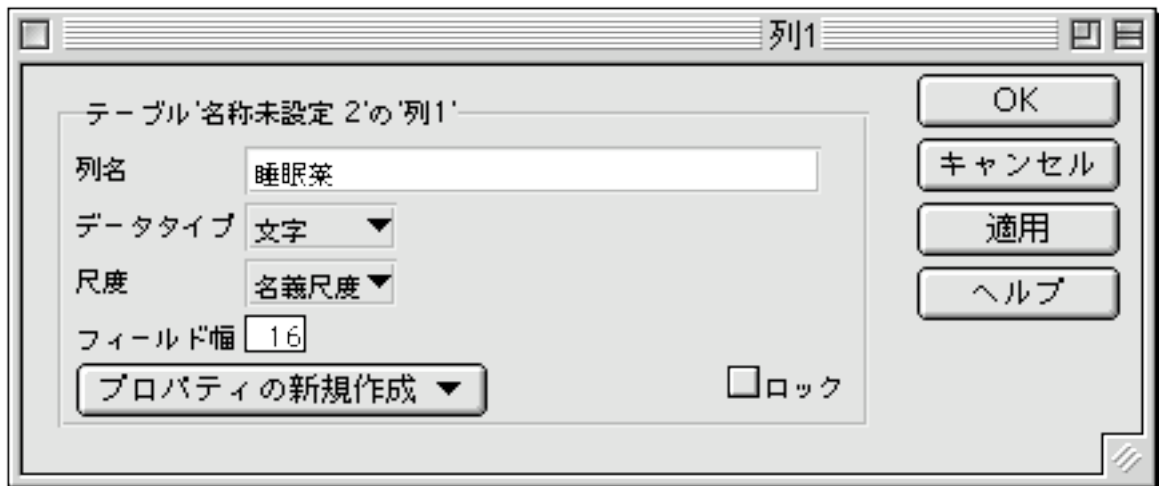 列1
テーブル'名称未設定 2'の'列1'
列名 睡眠薬
データタイプ 文字
尺度 名義尺度
フィールド幅 16
プロパティの新規作成
ロック
OK
キャンセル
適用
ヘルプ